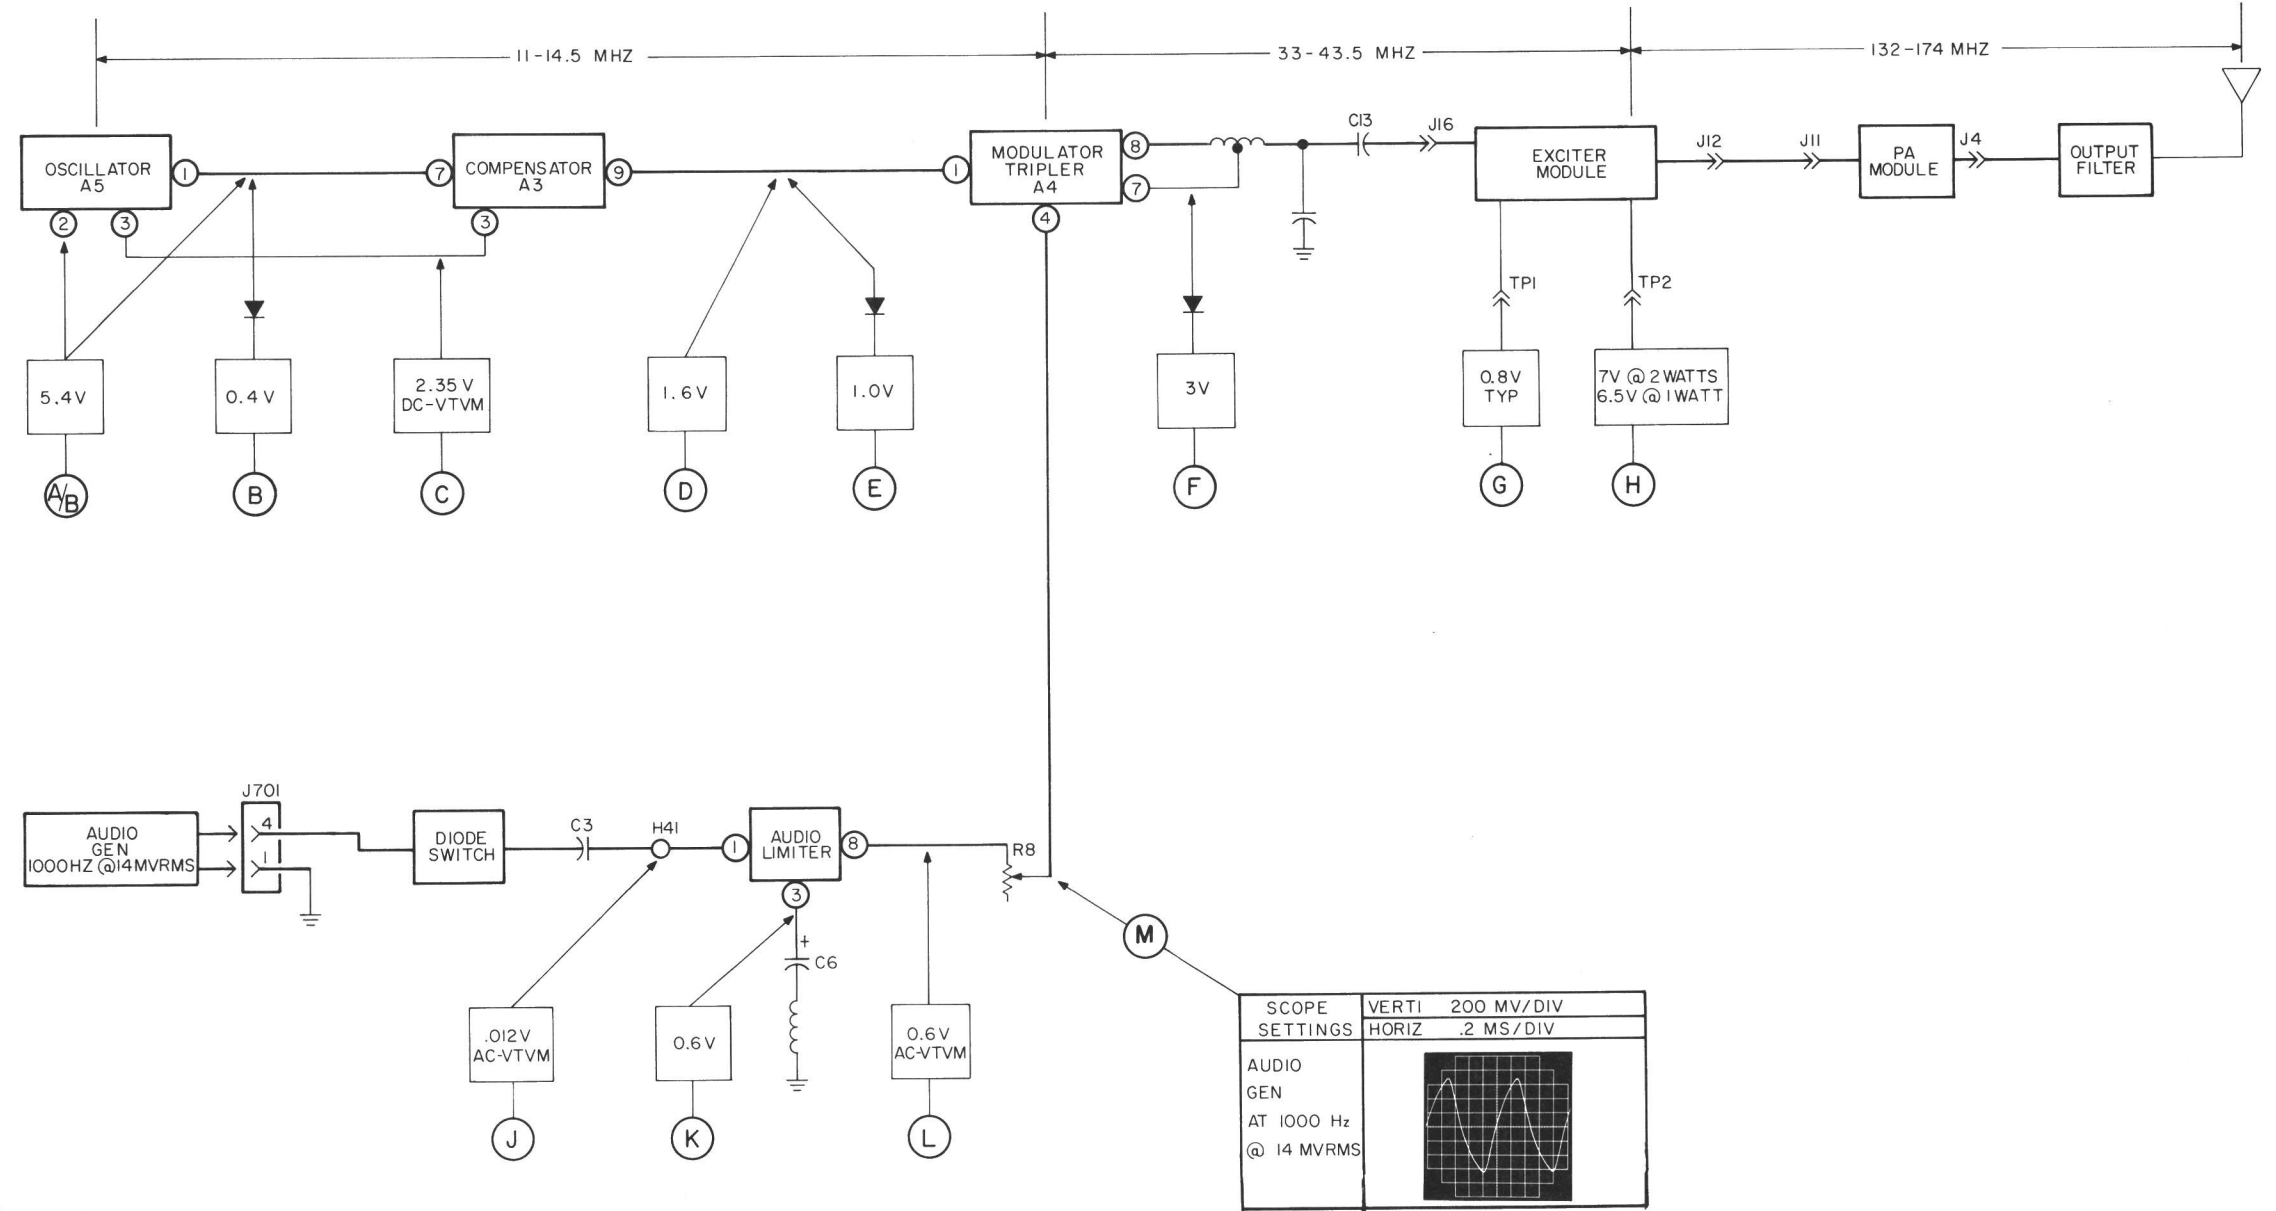 11-14.5 MHZ
33-43.5 MHZ
132-174 MHZ
OSCILLATOR
A5
1
2
3
7
COMPENSATOR
A3
9
3
1
MODULATOR
TRIPLER
A4
8
7
4
C13
J16
EXCITER
MODULE
J12
J11
PA
MODULE
J4
OUTPUT
FILTER
TP1
TP2
5.4V
0.4V
2.35V
DC-VTVM
1.6V
1.0V
3V
0.8V
TYP
7V @ 2 WATTS
6.5V @ 1 WATT
A/B
B
C
D
E
F
G
H
AUDIO
GEN
1000HZ @ 14MVRMS
J701
4
1
DIODE
SWITCH
C3
H41
1
AUDIO
LIMITER
8
3
R8
+
C6
M
.012V
AC-VTVM
0.6V
0.6V
AC-VTVM
J
K
L
SCOPE
SETTINGS
VERTI 200 MV/DIV
HORIZ .2 MS/DIV
AUDIO
GEN
AT 1000 Hz
@ 14 MVRMS